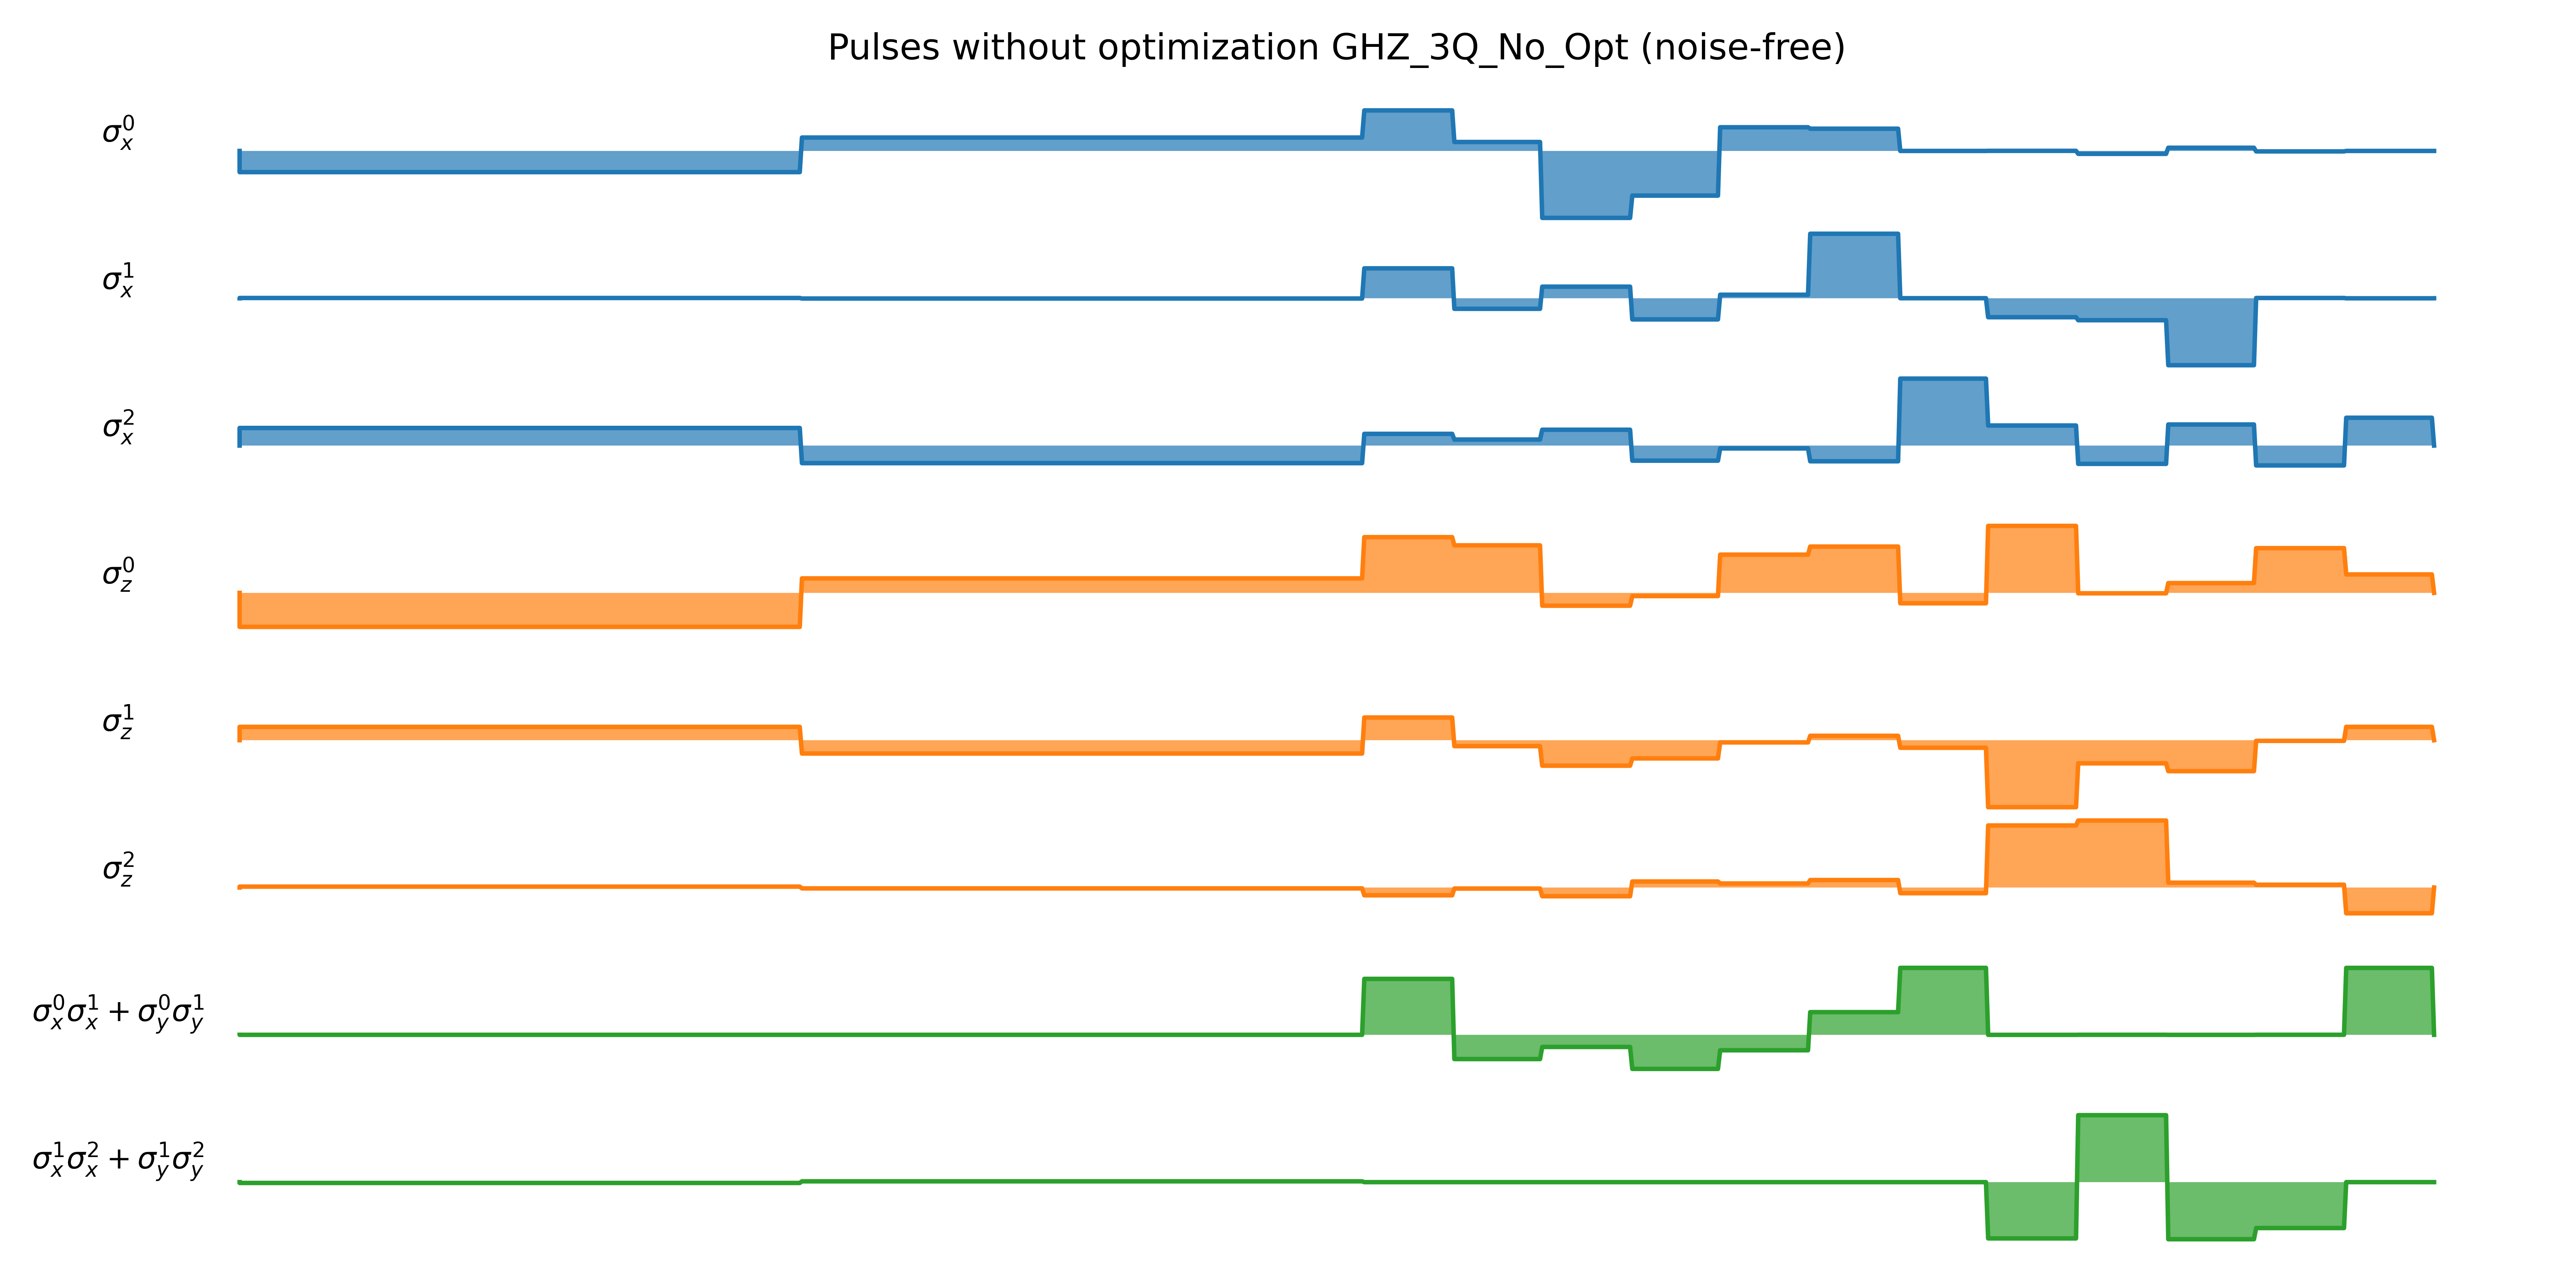 Pulses without optimization GHZ_3Q_No_Opt (noise-free)
σ_x^0
σ_x^1
σ_x^2
σ_z^0
σ_z^1
σ_z^2
σ_x^0σ_x^1 + σ_y^0σ_y^1
σ_x^1σ_x^2 + σ_y^1σ_y^2